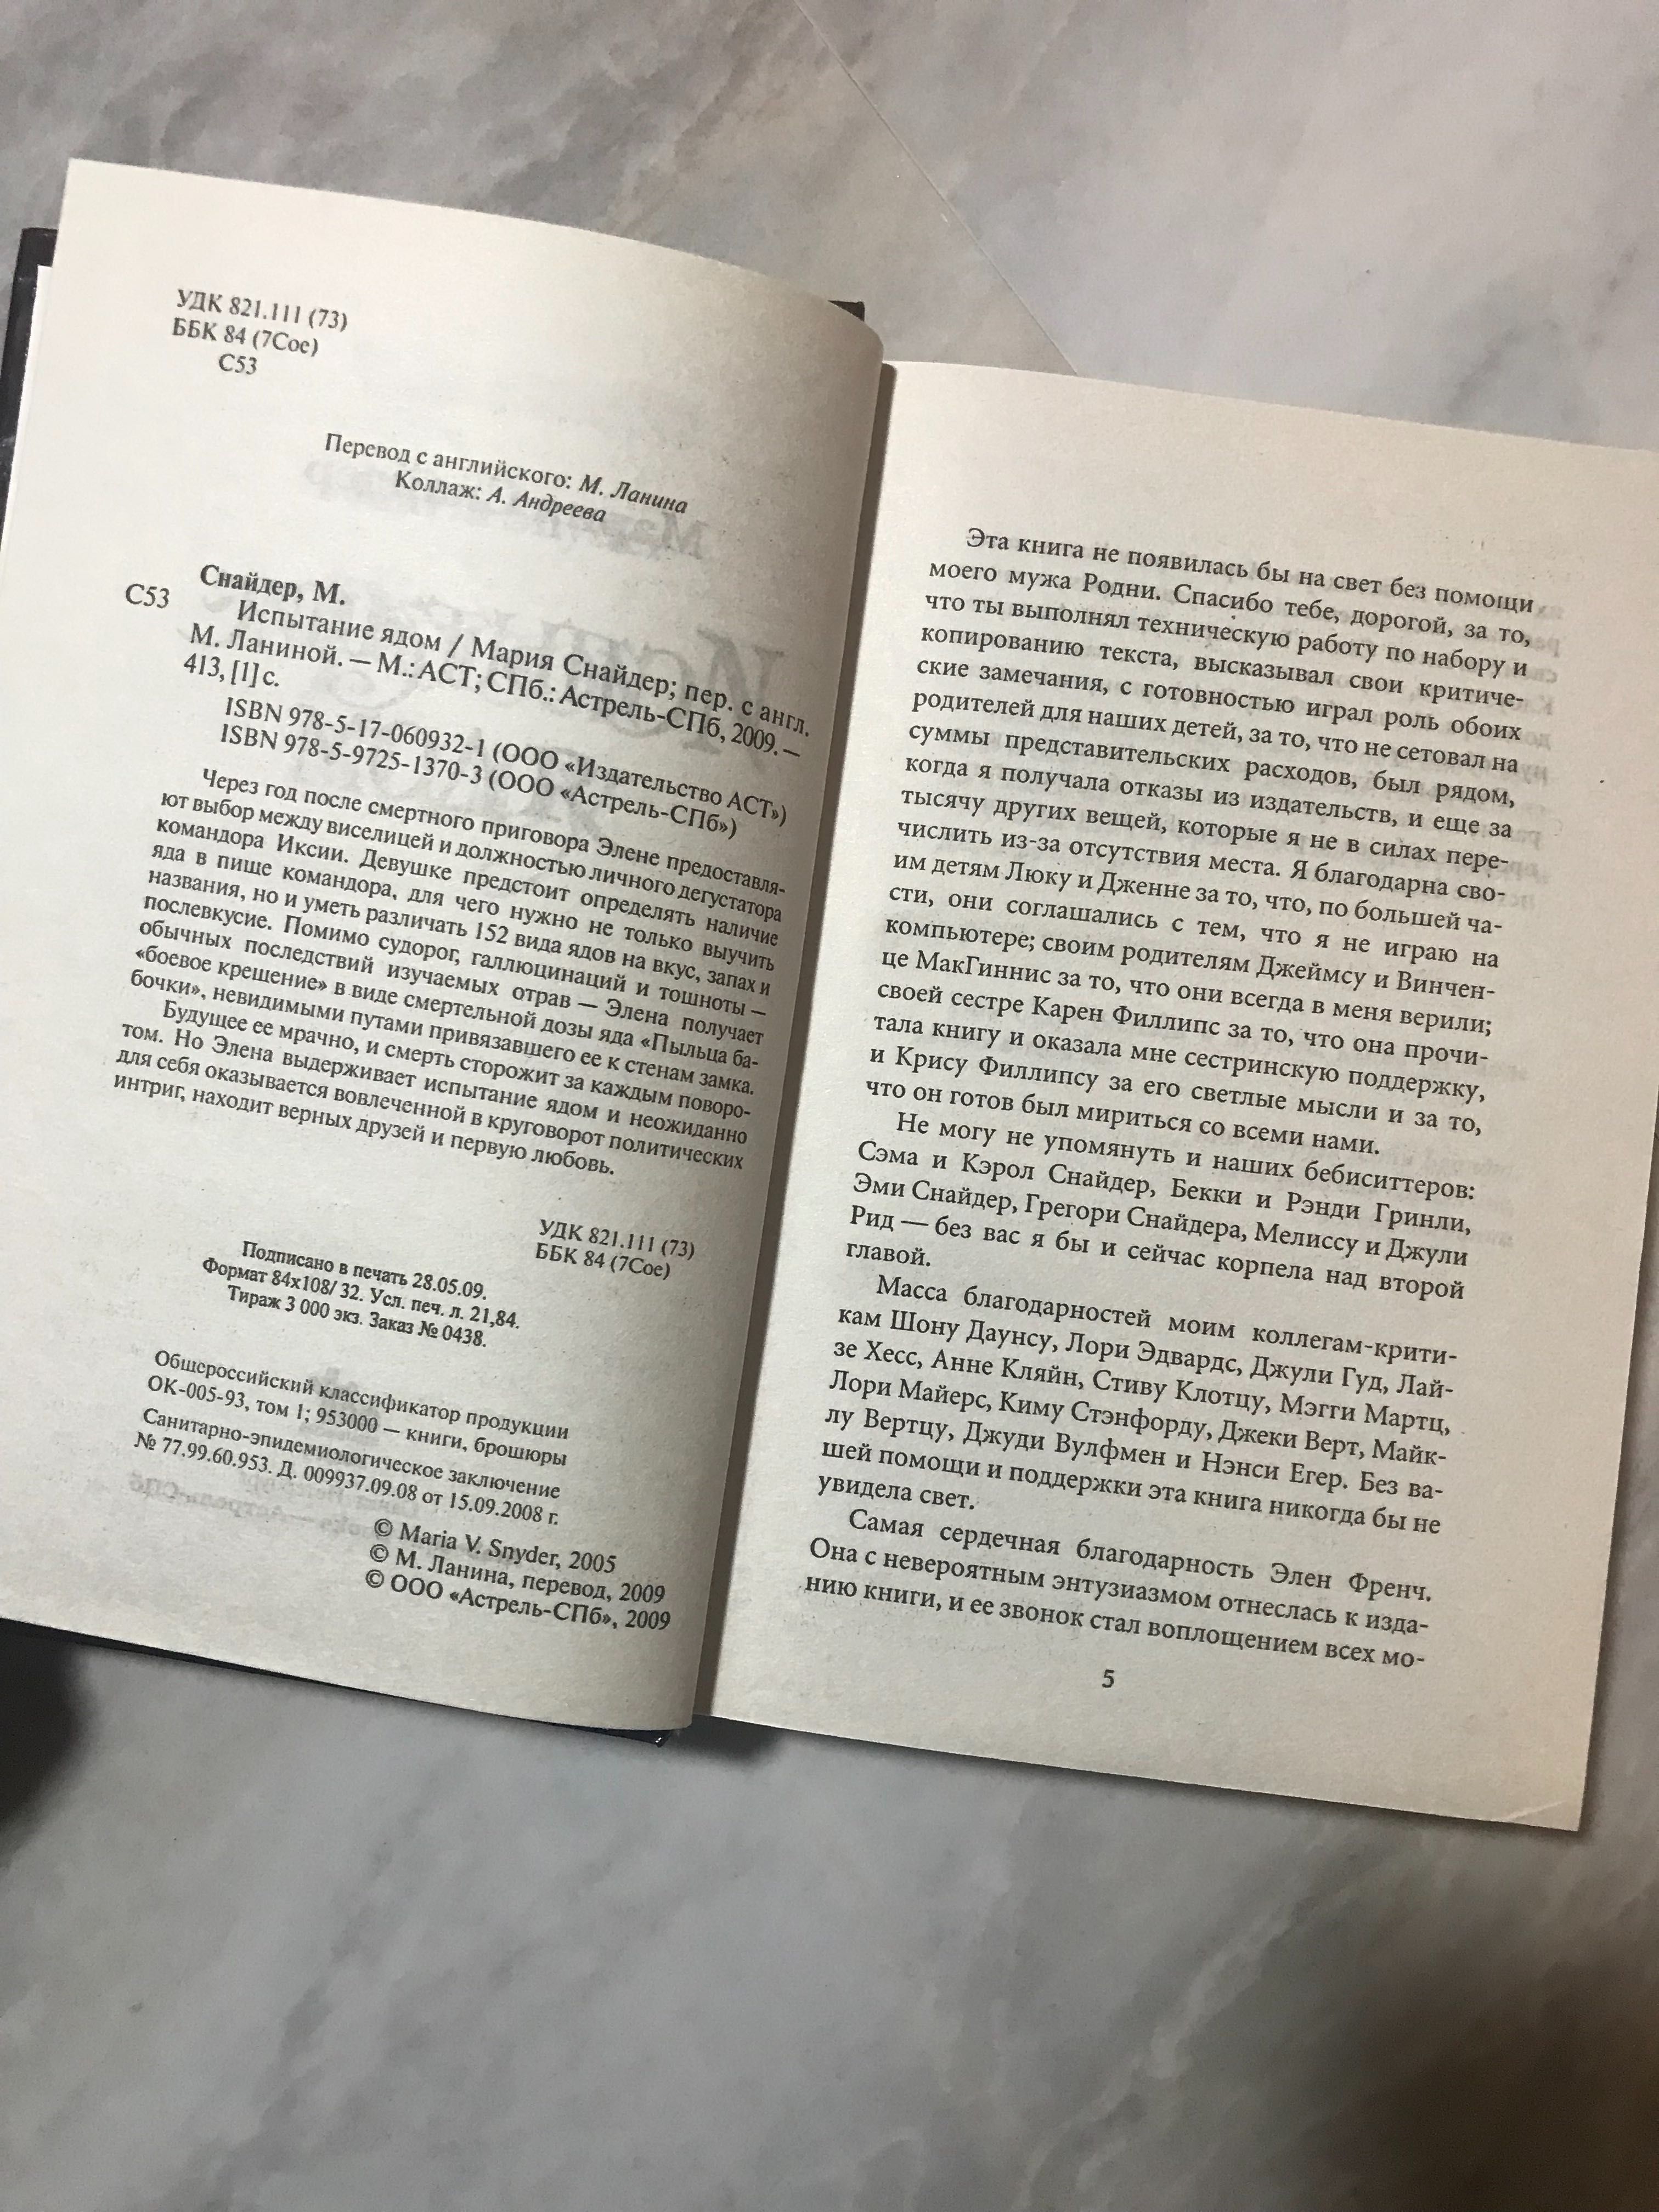 УДК 821.111 (73)
ББК 84 (7Сое)
С53
Перевод с английского: М. Ланина
Коллаж: А. Андреева
Снайдер, М.
С53 Испытание ядом / Мария Снайдер; пер. с англ.
М. Ланиной. — М.: АСТ; СПб.: Астрель-СПб, 2009. —
413, [1] с.
ISBN 978-5-17-060932-1 (ООО «Издательство АСТ»)
ISBN 978-5-9725-1370-3 (ООО «Астрель-СПб»)
Через год после смертного приговора Элене предоставля-
ют выбор между виселицей и должностью личного дегустатора
командора Иксии. Девушке предстоит определять наличие
яда в пище командора, для чего нужно не только выучить
названия, но и уметь различать 152 вида ядов на вкус, запах и
послевкусие. Помимо судорог, галлюцинаций и тошноты —
обычных последствий изучаемых отрав — Элена получает
«боевое крещение» в виде смертельной дозы яда «Пыльца ба-
бочки», невидимыми путами привязавшего ее к стенам замка.
Будущее ее мрачно, и смерть сторожит за каждым поворо-
том. Но Элена выдерживает испытание ядом и неожиданно
для себя оказывается вовлеченной в круговорот политических
интриг, находит верных друзей и первую любовь.
УДК 821.111 (73)
ББК 84 (7Сое)
Подписано в печать 28.05.09.
Формат 84х108/ 32. Усл. печ. л. 21,84.
Тираж 3 000 экз. Заказ № 0438.
Общероссийский классификатор продукции
ОК-005-93, том 1; 953000 — книги, брошюры
Санитарно-эпидемиологическое заключение
№ 77.99.60.953. Д. 009937.09.08 от 15.09.2008 г.
© Maria V. Snyder, 2005
© М. Ланина, перевод, 2009
© ООО «Астрель-СПб», 2009
Эта книга не появилась бы на свет без помощи
моего мужа Родни. Спасибо тебе, дорогой, за то,
что ты выполнял техническую работу по набору и
копированию текста, высказывал свои критиче-
ские замечания, с готовностью играл роль обоих
родителей для наших детей, за то, что не сетовал на
суммы представительских расходов, был рядом,
когда я получала отказы из издательств, и еще за
тысячу других вещей, которые я не в силах пере-
числить из-за отсутствия места. Я благодарна сво-
им детям Люку и Дженне за то, что, по большей ча-
сти, они соглашались с тем, что я не играю на
компьютере; своим родителям Джеймсу и Винчен-
це МакГиннис за то, что они всегда в меня верили;
своей сестре Карен Филлипс за то, что она прочи-
тала книгу и оказала мне сестринскую поддержку,
и Крису Филлипсу за его светлые мысли и за то,
что он готов был мириться со всеми нами.
Не могу не упомянуть и наших бебиситтеров:
Сэма и Кэрол Снайдер, Бекки и Рэнди Гринли,
Эми Снайдер, Грегори Снайдера, Мелиссу и Джули
Рид — без вас я бы и сейчас корпела над второй
главой.
Масса благодарностей моим коллегам-крити-
кам Шону Даунсу, Лори Эдвардс, Джули Гуд, Лай-
зе Хесс, Анне Кляйн, Стиву Клотцу, Мэгги Мартц,
Лори Майерс, Киму Стэнфорду, Джеки Верт, Майк-
лу Вертцу, Джуди Вулфмен и Нэнси Егер. Без ва-
шей помощи и поддержки эта книга никогда бы не
увидела свет.
Самая сердечная благодарность Элен Френч.
Она с невероятным энтузиазмом отнеслась к изда-
нию книги, и ее звонок стал воплощением всех мо-
5